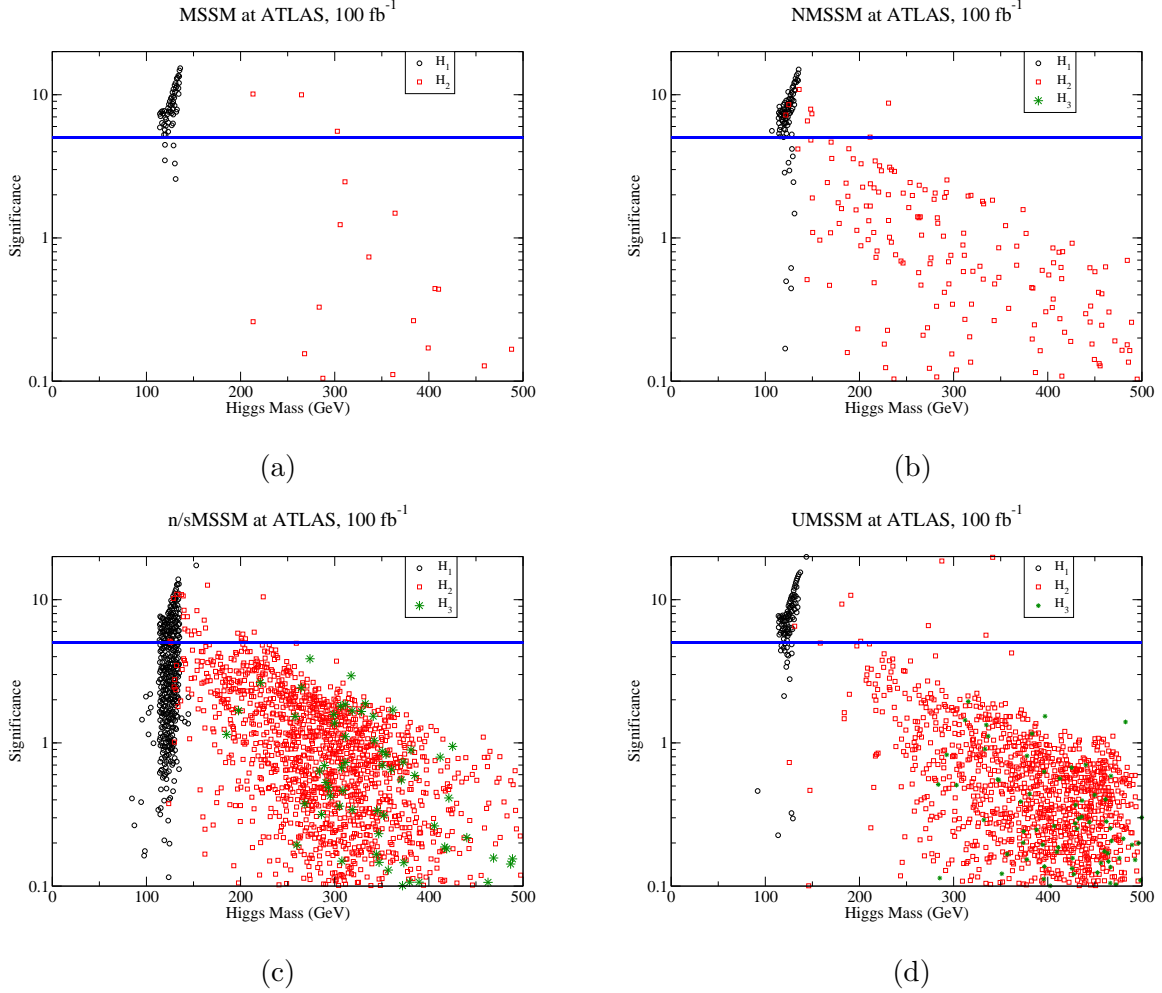 MSSM at ATLAS, 100 fb⁻¹
H₁
H₂
10
1
0.1
Significance
0 100 200 300 400 500
Higgs Mass (GeV)
(a)
NMSSM at ATLAS, 100 fb⁻¹
H₁
H₂
H₃
10
1
0.1
Significance
0 100 200 300 400 500
Higgs Mass (GeV)
(b)
n/sMSSM at ATLAS, 100 fb⁻¹
H₁
H₂
H₃
10
1
0.1
Significance
0 100 200 300 400 500
Higgs Mass (GeV)
(c)
UMSSM at ATLAS, 100 fb⁻¹
H₁
H₂
H₃
10
1
0.1
Significance
0 100 200 300 400 500
Higgs Mass (GeV)
(d)